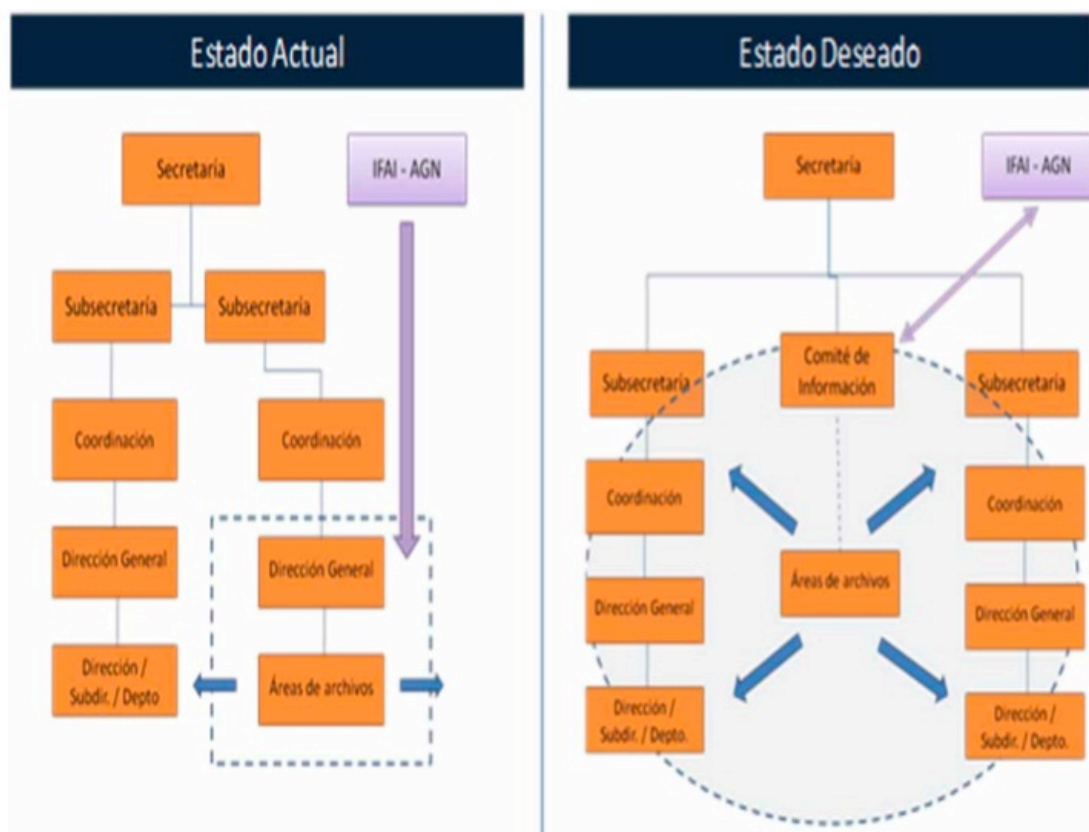 Estado Actual
Secretaría
IFAI - AGN
Subsecretaría
Subsecretaría
Coordinación
Coordinación
Dirección General
Dirección General
Dirección /
Subdir. / Depto
Áreas de archivos
Estado Deseado
Secretaría
IFAI - AGN
Comité de
Información
Subsecretaría
Subsecretaría
Coordinación
Coordinación
Áreas de archivos
Dirección General
Dirección General
Dirección /
Subdir. / Depto.
Dirección /
Subdir. / Depto.